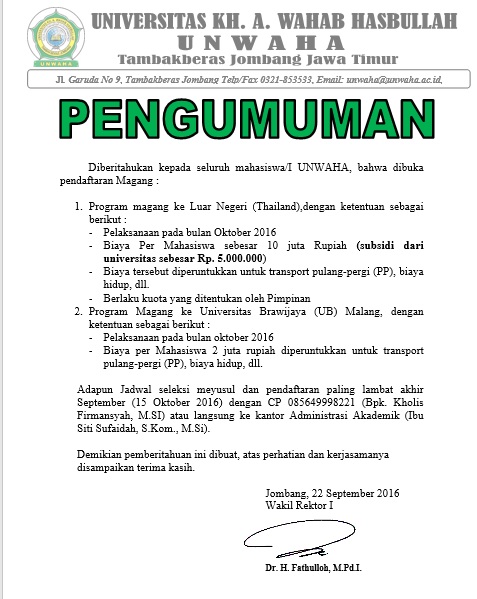 UNIVERSITAS KH. A. WAHAB HASBULLAH
U N W A H A
Tambakberas Jombang Jawa Timur
Jl. Garuda No 9, Tambakberas Jombang Telp/Fax 0321-853533, Email: unwaha@unwaha.ac.id,
UNWAHA
PENGUMUMAN
Diberitahukan kepada seluruh mahasiswa/I UNWAHA, bahwa dibuka
pendaftaran Magang :
1. Program magang ke Luar Negeri (Thailand),dengan ketentuan sebagai
berikut :
- Pelaksanaan pada bulan Oktober 2016
- Biaya Per Mahasiswa sebesar 10 juta Rupiah (subsidi dari
universitas sebesar Rp. 5.000.000)
- Biaya tersebut diperuntukkan untuk transport pulang-pergi (PP), biaya
hidup, dll.
- Berlaku kuota yang ditentukan oleh Pimpinan
2. Program Magang ke Universitas Brawijaya (UB) Malang, dengan
ketentuan sebagai berikut :
- Pelaksanaan pada bulan oktober 2016
- Biaya per Mahasiswa 2 juta rupiah diperuntukkan untuk transport
pulang-pergi (PP), biaya hidup, dll.
Adapun Jadwal seleksi meyusul dan pendaftaran paling lambat akhir
September (15 Oktober 2016) dengan CP 085649998221 (Bpk. Kholis
Firmansyah, M.SI) atau langsung ke kantor Administrasi Akademik (Ibu
Siti Sufaidah, S.Kom., M.Si).
Demikian pemberitahuan ini dibuat, atas perhatian dan kerjasamanya
disampaikan terima kasih.
Jombang, 22 September 2016
Wakil Rektor I
Dr. H. Fathulloh, M.Pd.I.